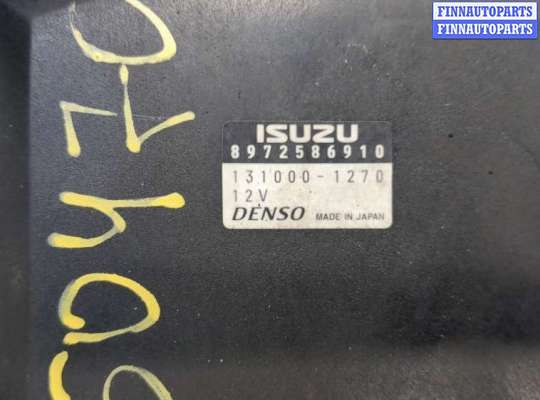 FINNAUTOPARTS
FINNAUTOPARTS
ISUZU
8972586910
131000-1270
12V
DENSO MADE IN JAPAN